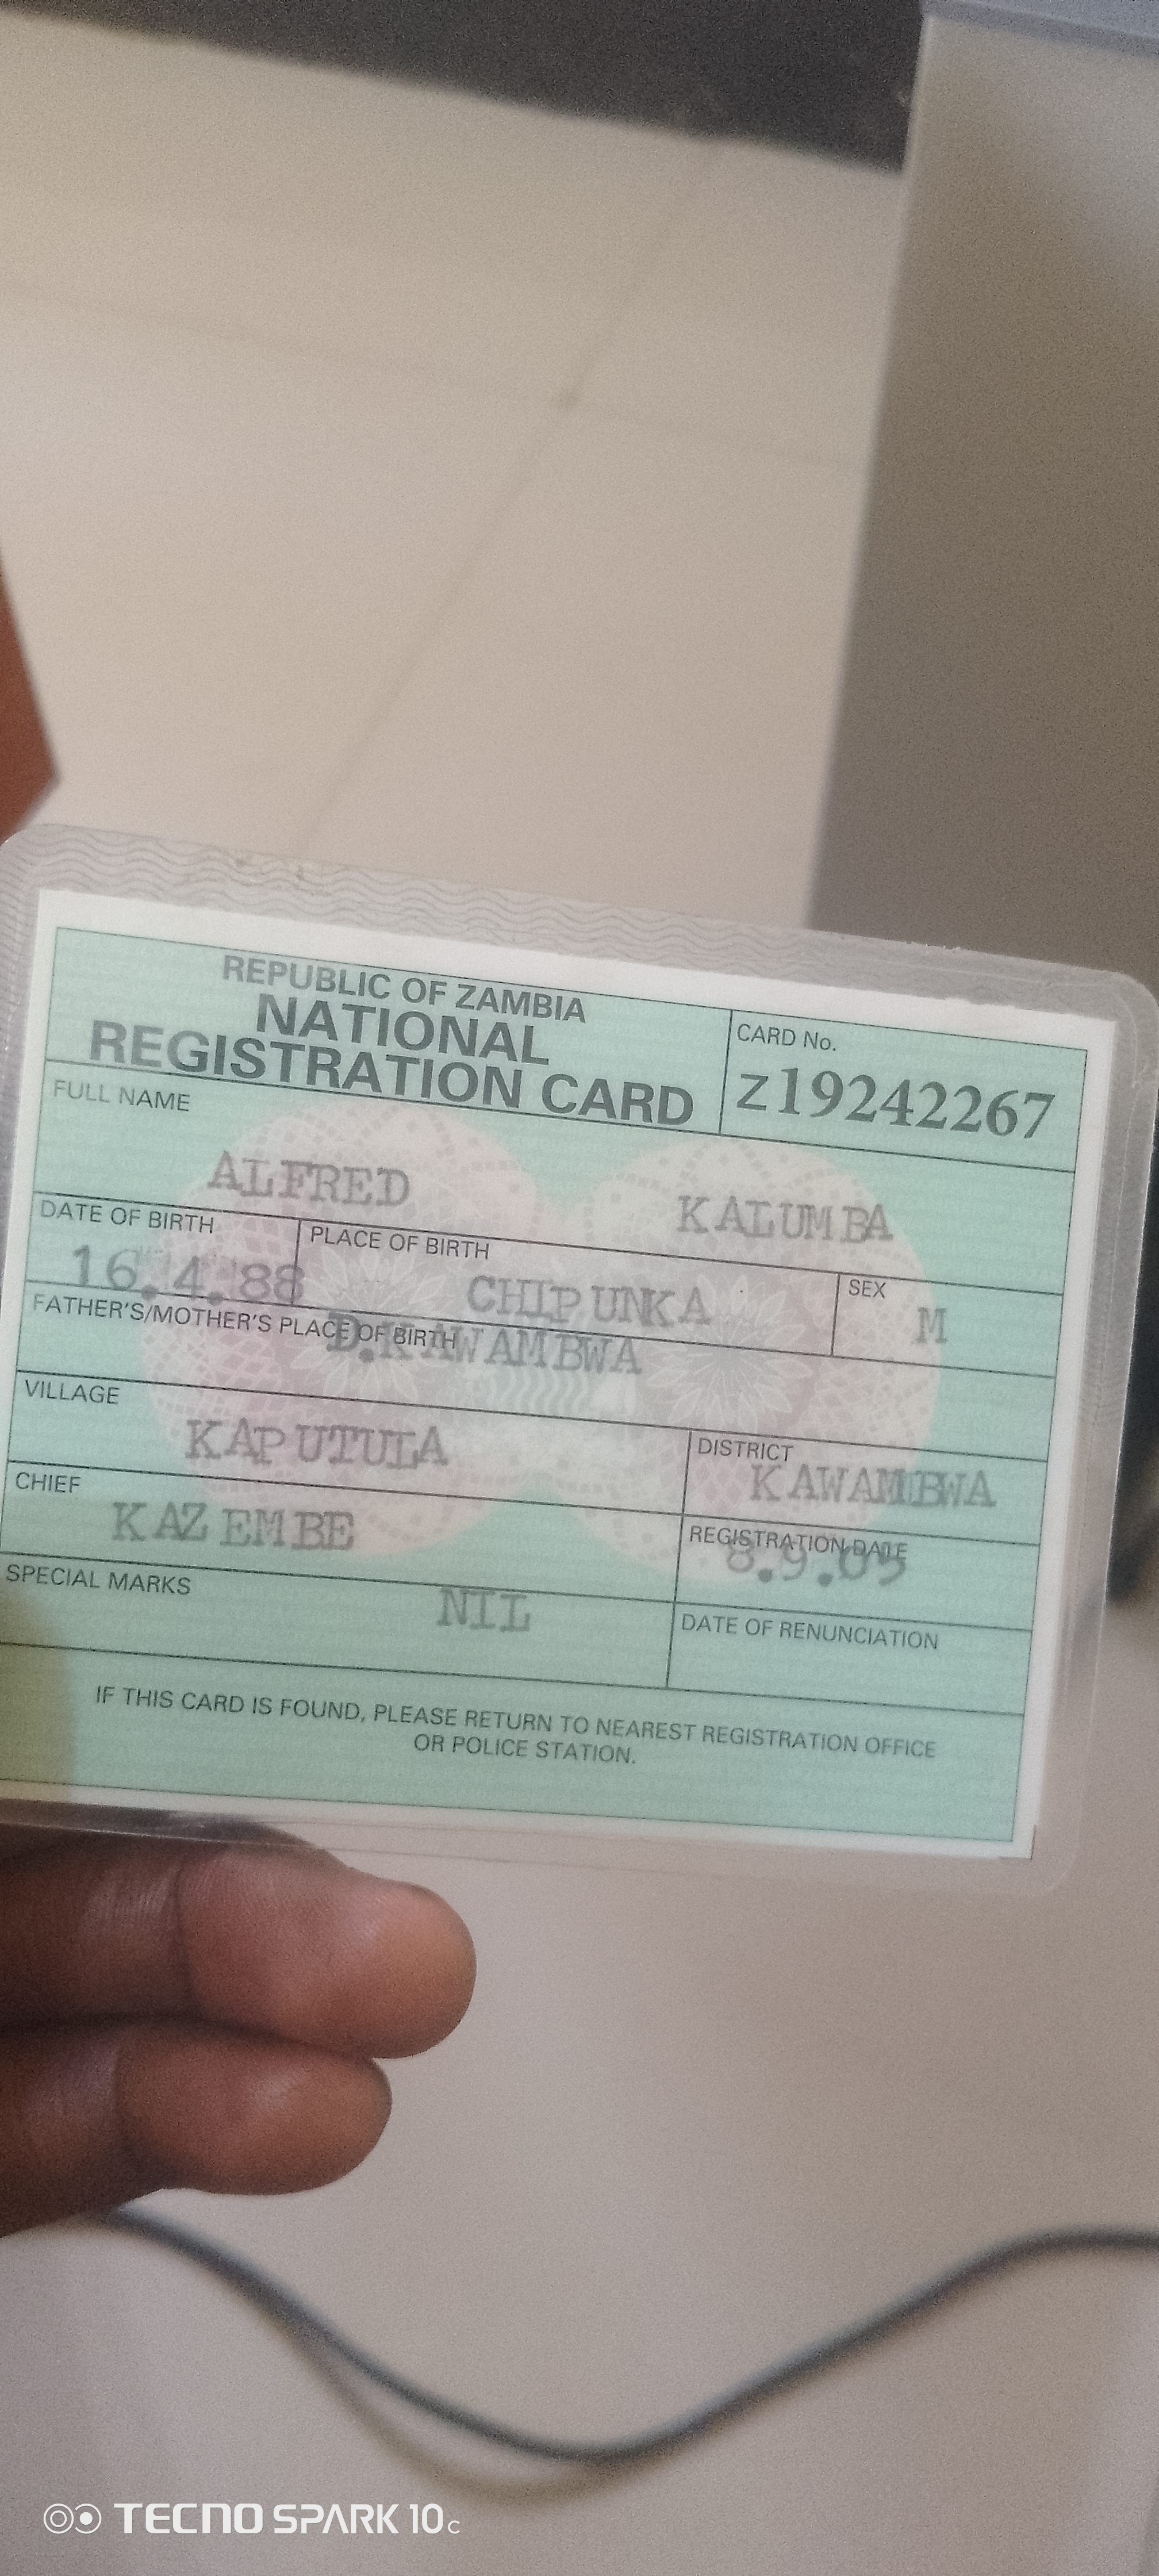 REPUBLIC OF ZAMBIA
NATIONAL
REGISTRATION CARD
CARD No.
Z19242267
FULL NAME
ALFRED KALUMBA
DATE OF BIRTH
16.4.88
PLACE OF BIRTH
CHIPUNKA
SEX
M
FATHER'S/MOTHER'S PLACE OF BIRTH
D.KAWAMBWA
VILLAGE
KAPUTULA
DISTRICT
KAWAMBWA
CHIEF
KAZEMBE
REGISTRATION DATE
8.9.05
SPECIAL MARKS
NIL
DATE OF RENUNCIATION
IF THIS CARD IS FOUND, PLEASE RETURN TO NEAREST REGISTRATION OFFICE
OR POLICE STATION.
TECNO SPARK 10C